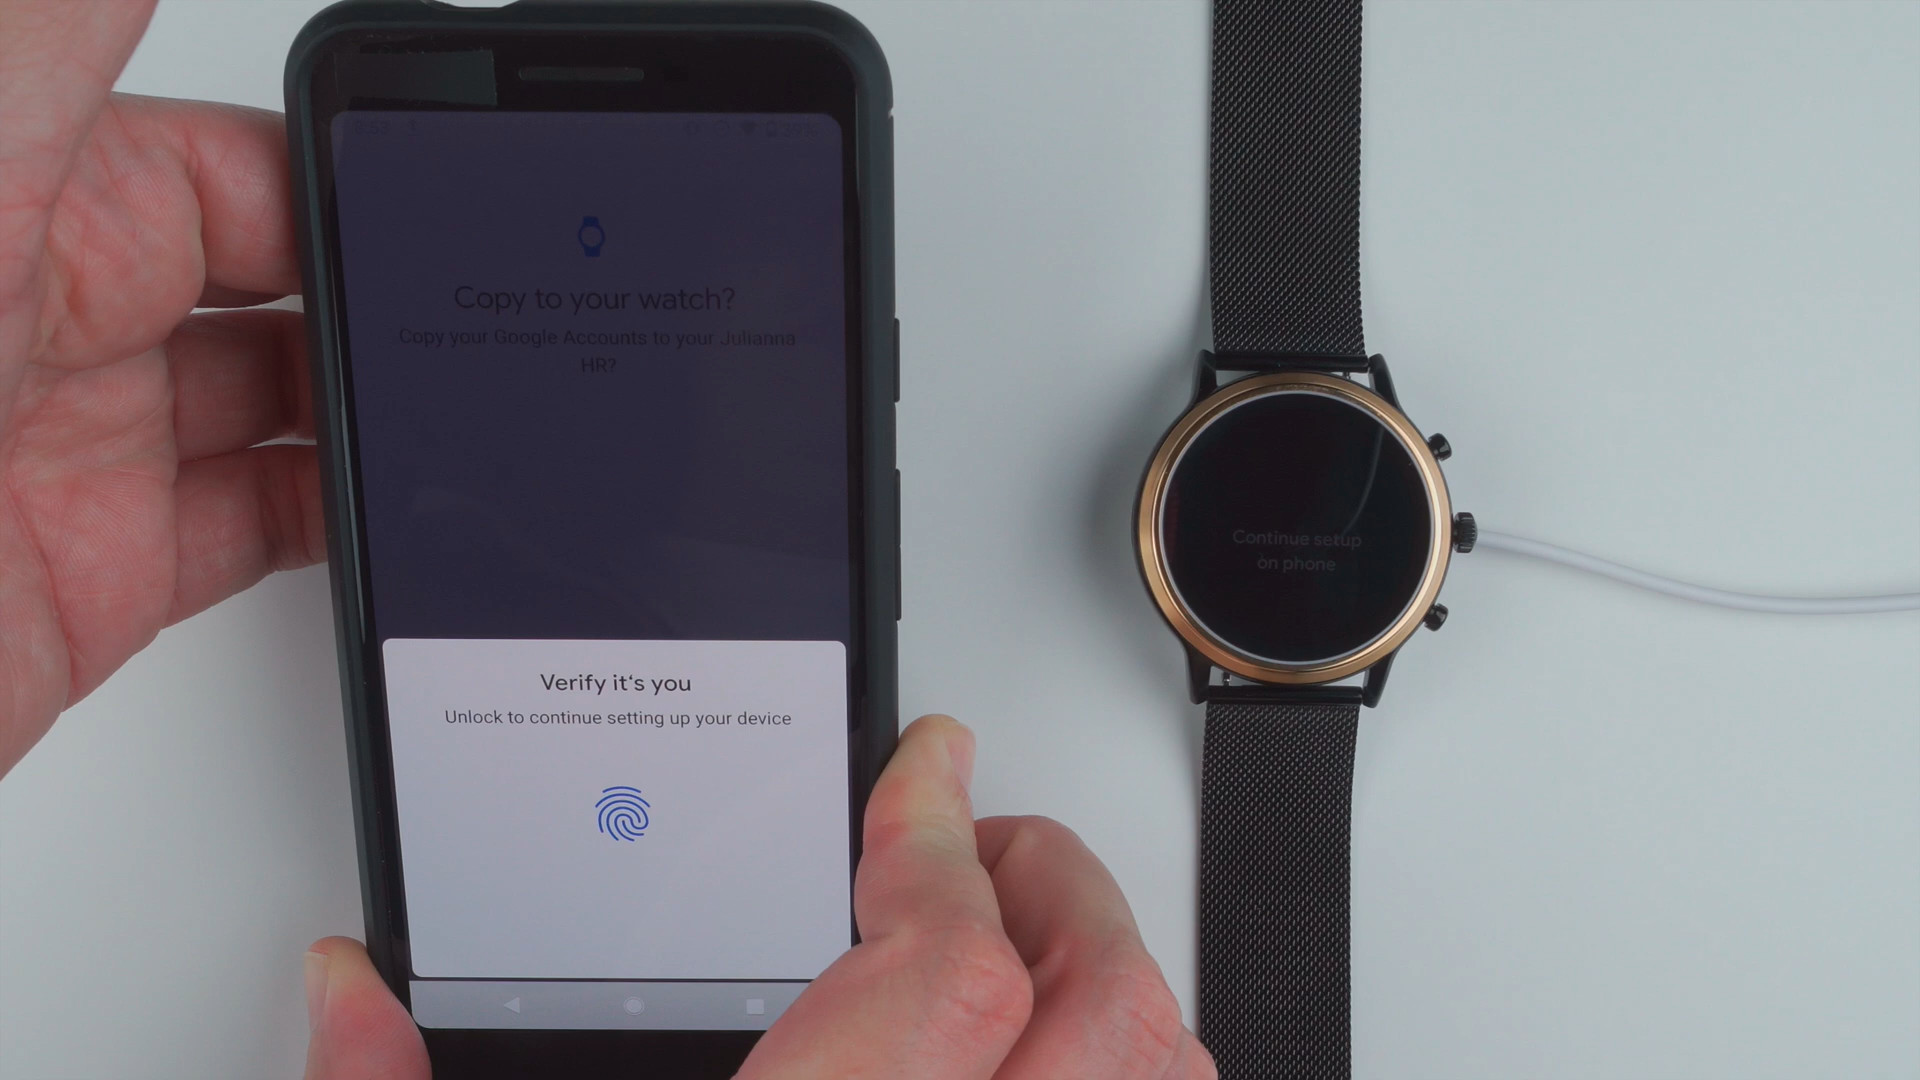 Copy to your watch?
Copy your Google Accounts to your Julianna
HR?
Verify it's you
Unlock to continue setting up your device
Continue setup
on phone